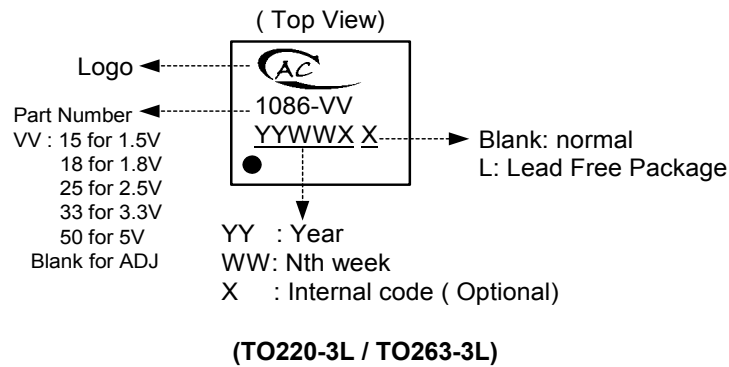 ( Top View)
Logo
AC
Part Number
1086-VV
VV : 15 for 1.5V
18 for 1.8V
25 for 2.5V
33 for 3.3V
50 for 5V
Blank for ADJ
YYWWX X
Blank: normal
L: Lead Free Package
YY : Year
WW: Nth week
X : Internal code ( Optional)
(TO220-3L / TO263-3L)